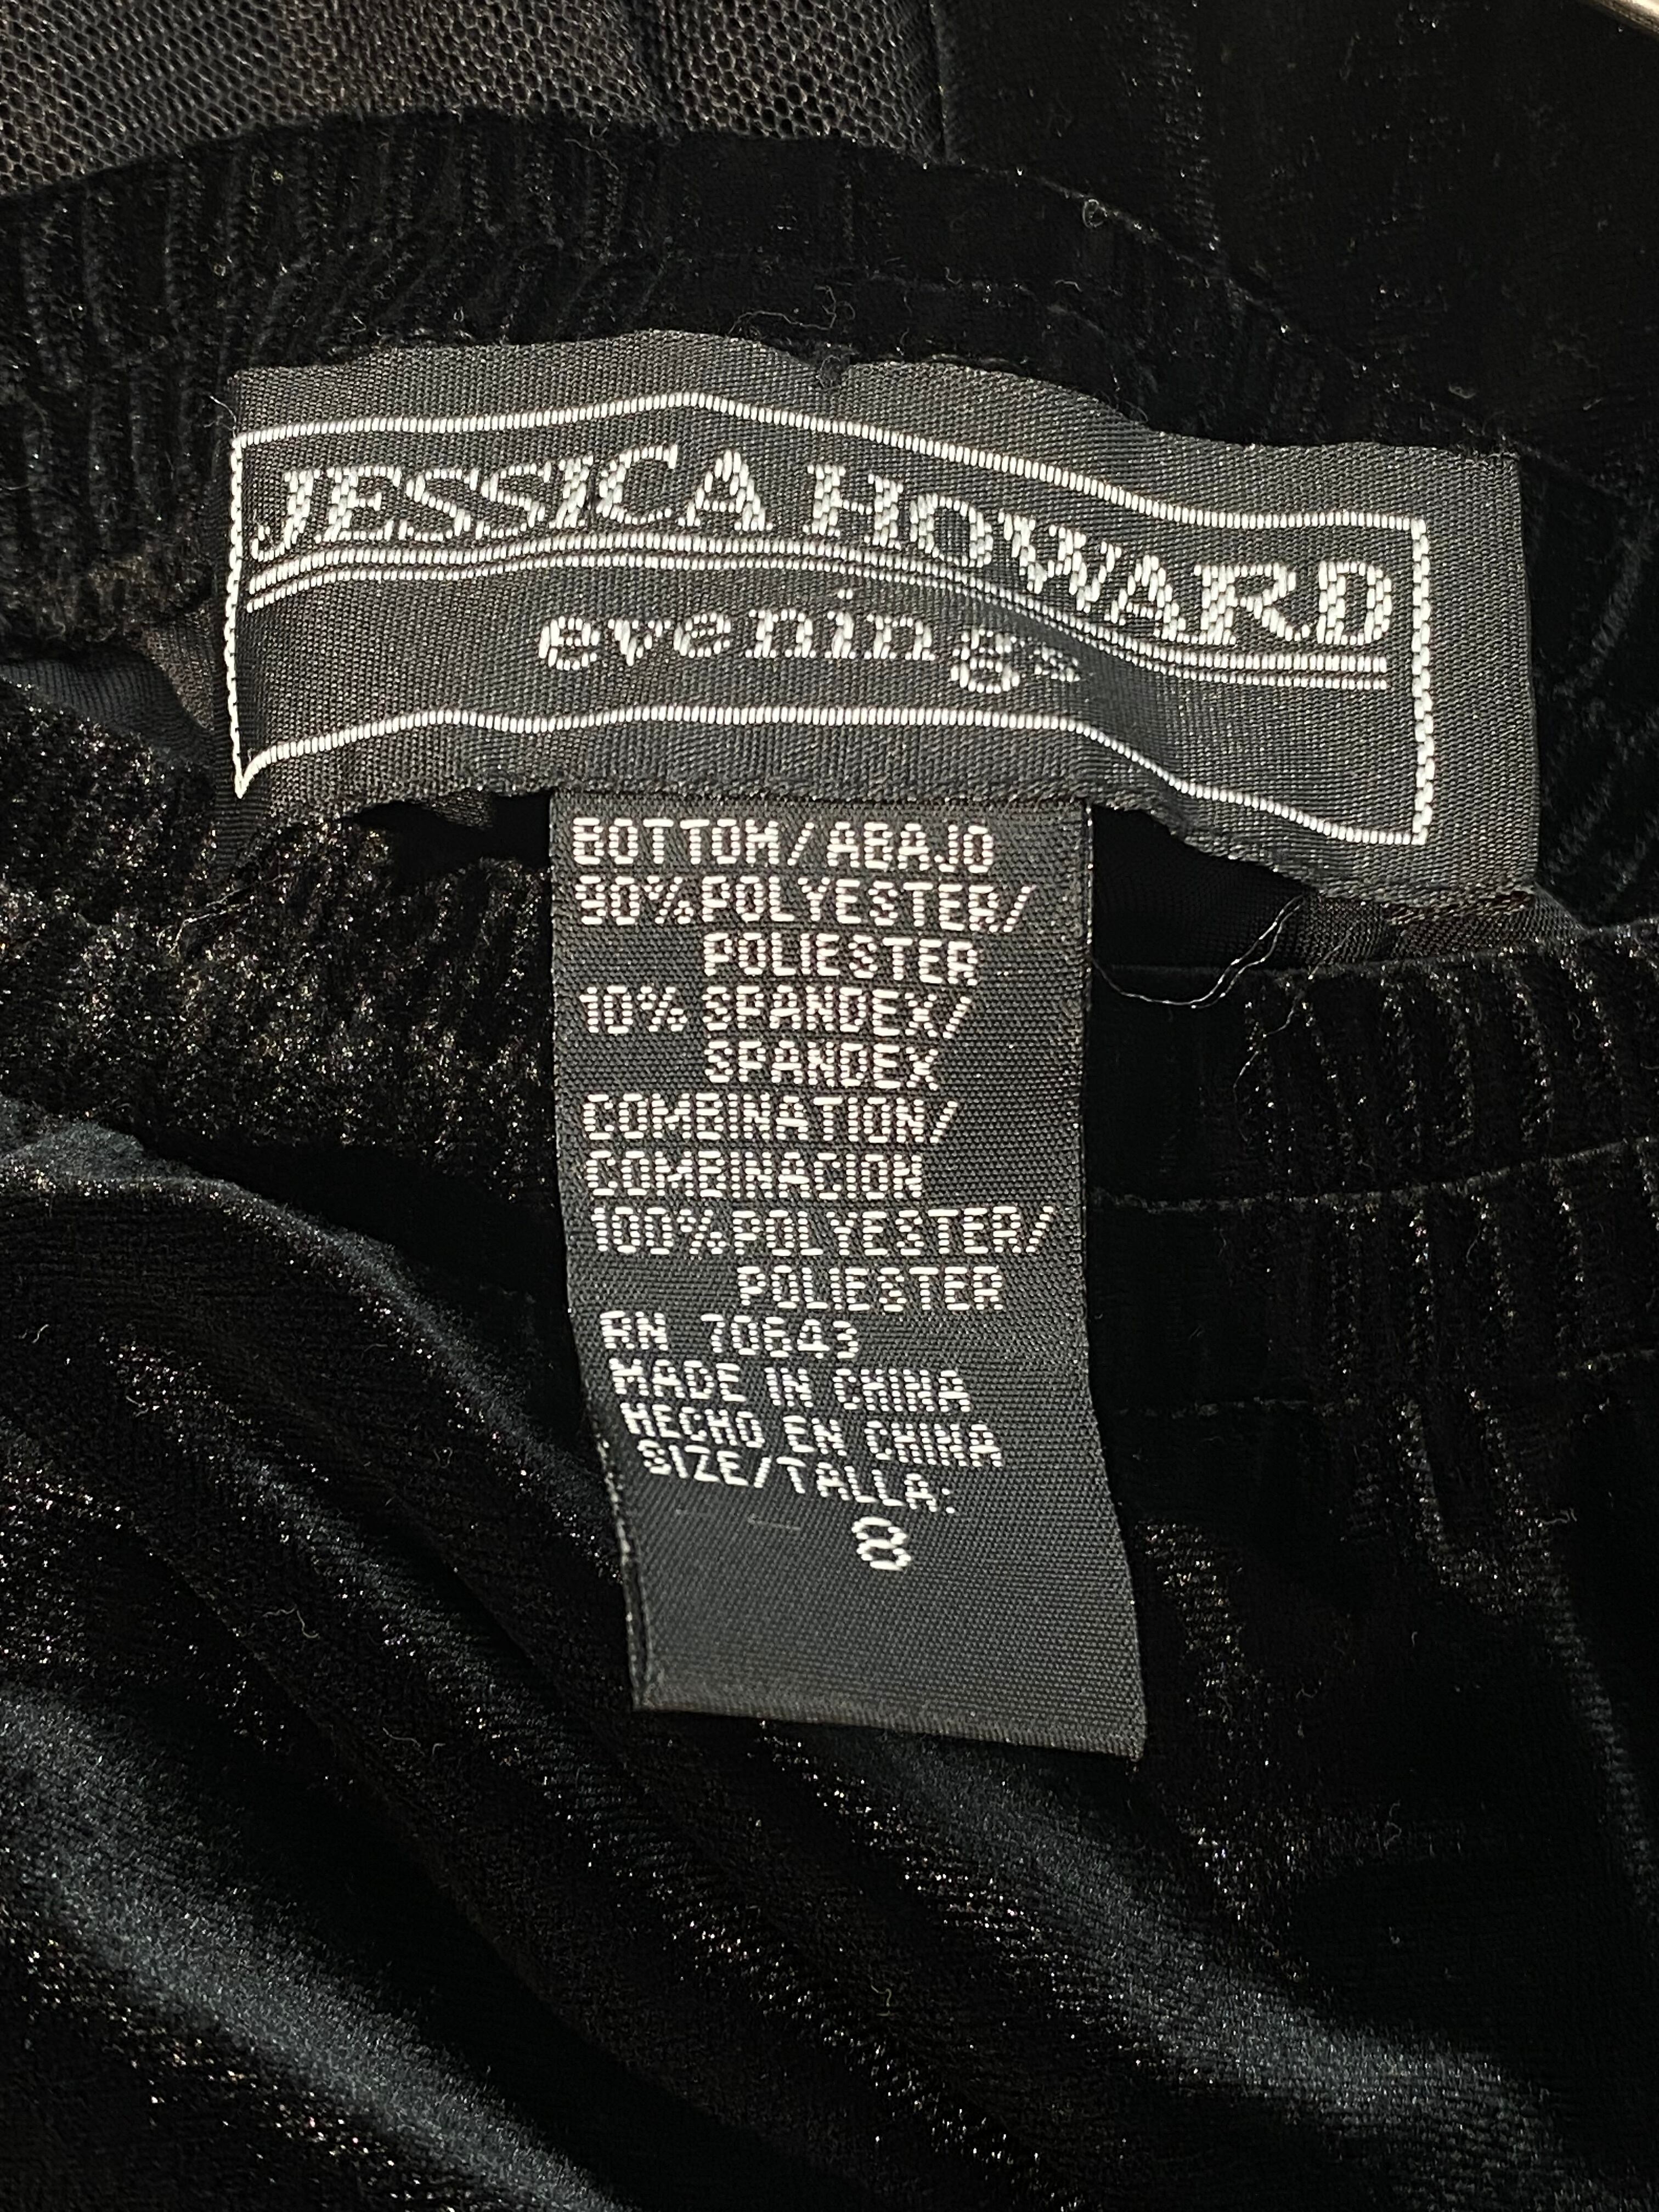 JESSICA HOWARD
evenings
BOTTOM/ABAJO
90%POLYESTER/
POLIESTER
10% SPANDEX/
SPANDEX
COMBINATION/
COMBINACION
100%POLYESTER/
POLIESTER
RN 70643
MADE IN CHINA
HECHO EN CHINA
SIZE/TALLA:
8